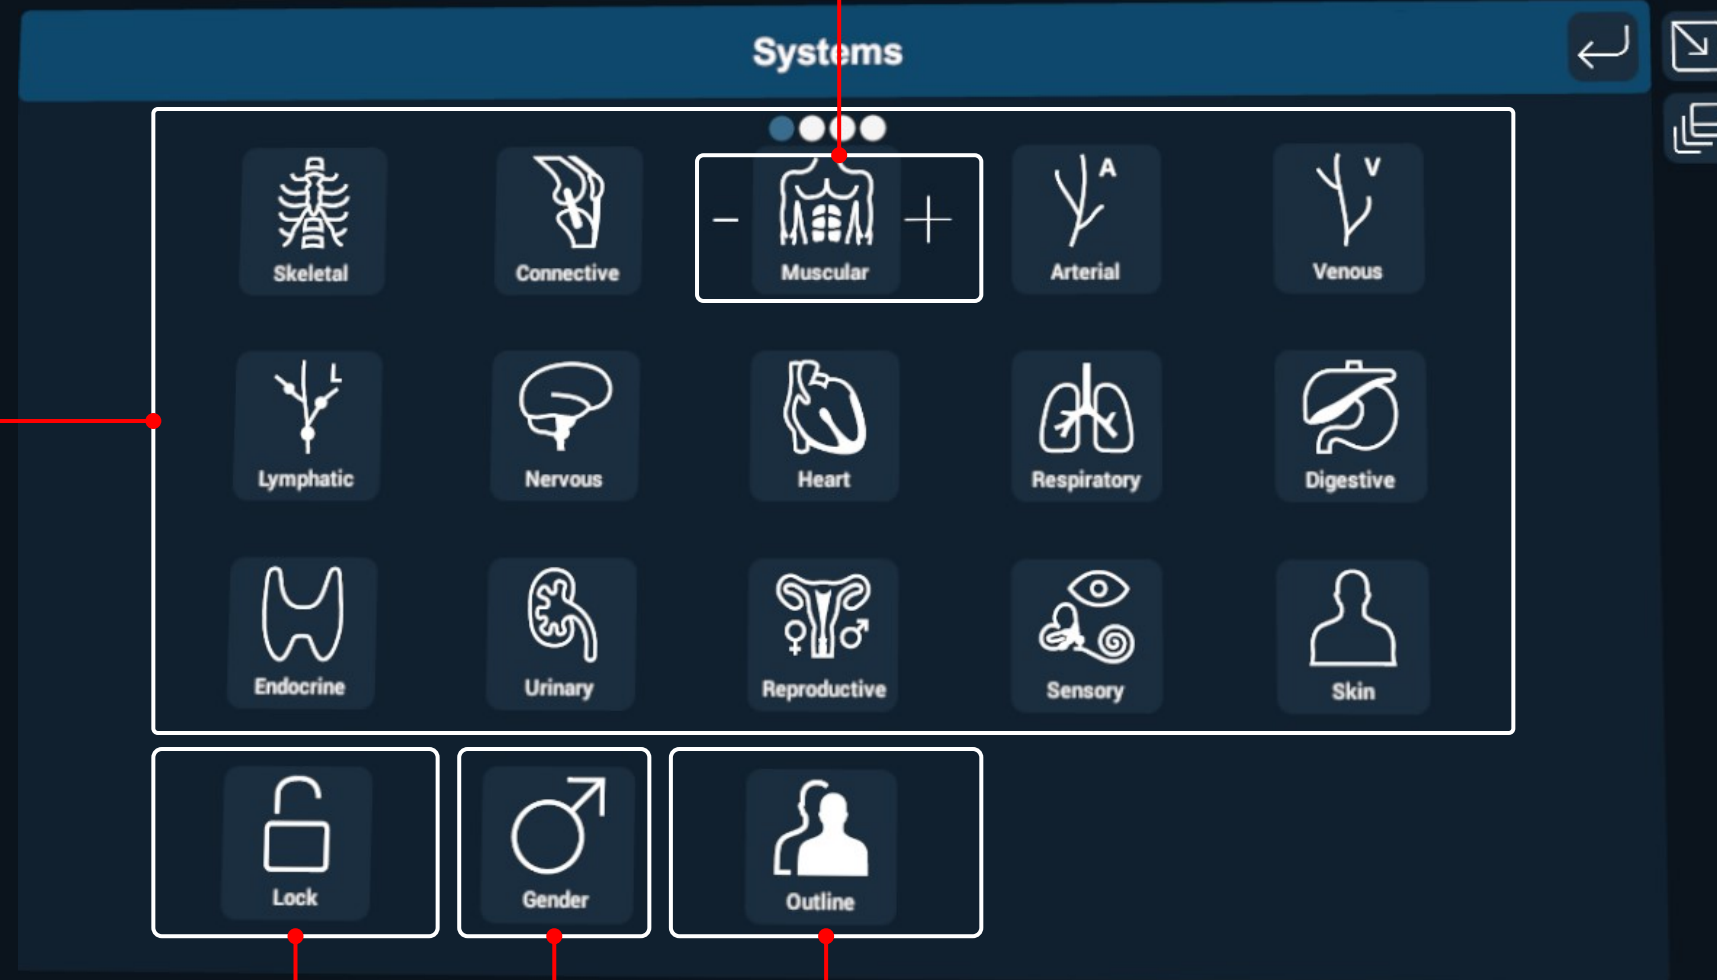 Systems
A
V
Skeletal
Connective
Muscular
Arterial
Venous
L
Lymphatic
Nervous
Heart
Respiratory
Digestive
Endocrine
Urinary
Reproductive
Sensory
Skin
Lock
Gender
Outline